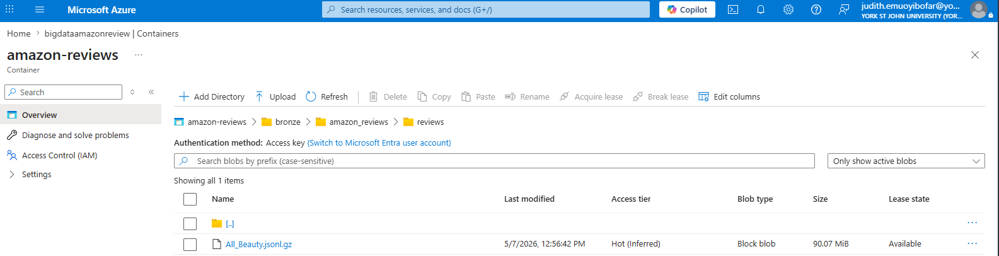 Microsoft Azure
Search resources, services, and docs (G+/)
Copilot
judith.emuoyibofar@yo...
YORK ST JOHN UNIVERSITY (YOR...
Home > bigdataamazonreview | Containers
amazon-reviews ...
Container
Search
Overview
Diagnose and solve problems
Access Control (IAM)
Settings
Add Directory Upload Refresh Delete Copy Paste Rename Acquire lease Break lease Edit columns
amazon-reviews > bronze > amazon_reviews > reviews
Authentication method: Access key (Switch to Microsoft Entra user account)
Search blobs by prefix (case-sensitive)
Only show active blobs
Showing all 1 items
Name Last modified Access tier Blob type Size Lease state
[..] ...
All_Beauty.jsonl.gz 5/7/2026, 12:56:42 PM Hot (Inferred) Block blob 90.07 MiB Available ...